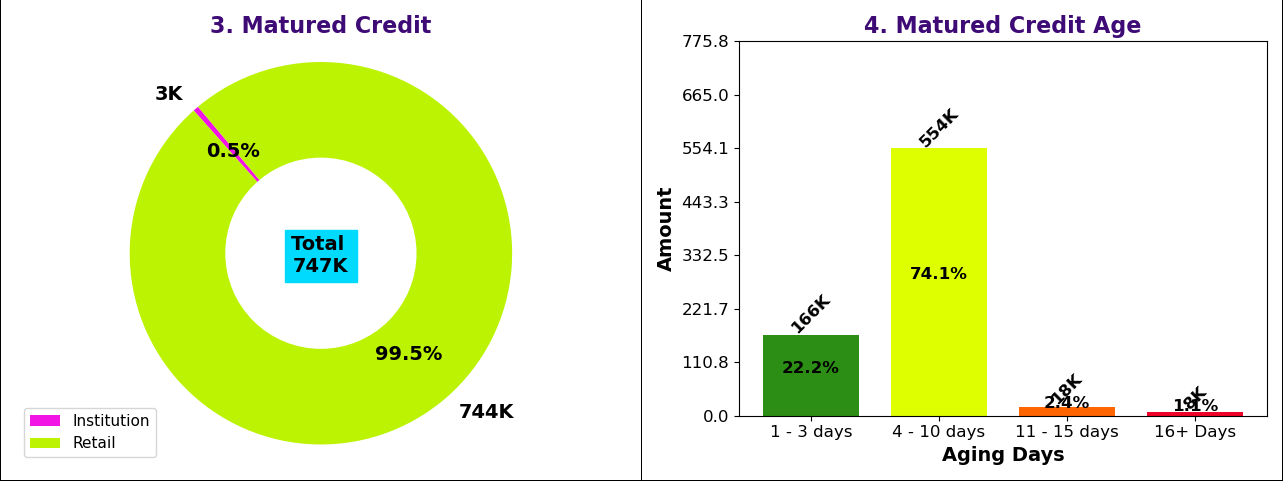 3. Matured Credit
3K
0.5%
Total
747K
99.5%
744K
Institution
Retail
4. Matured Credit Age
775.8
665.0
554.1
443.3
332.5
221.7
110.8
0.0
Amount
166K
22.2%
554K
74.1%
18K
2.4%
8K
1.1%
1 - 3 days
4 - 10 days
11 - 15 days
16+ Days
Aging Days